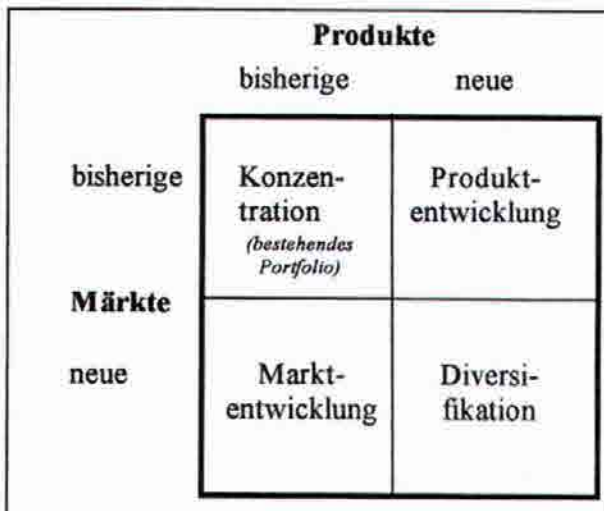 Produkte
bisherige neue
bisherige
Konzen-
tration
(bestehendes
Portfolio)
Produkt-
entwicklung
Märkte
neue
Markt-
entwicklung
Diversi-
fikation